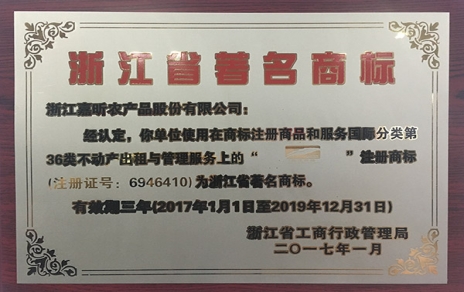 浙江省著名商标
浙江嘉昕农产品股份有限公司：
经认定，你单位使用在商标注册商品和服务国际分类第
36类不动产出租与管理服务上的“ ”注册商标
(注册证号：6946410)为浙江省著名商标。
有效期三年(2017年1月1日至2019年12月31日)
浙江省工商行政管理局
二〇一七年一月